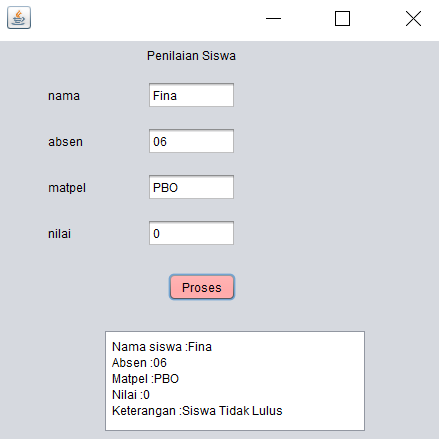 Penilaian Siswa
nama Fina
absen 06
matpel PBO
nilai 0
Proses
Nama siswa :Fina
Absen :06
Matpel :PBO
Nilai :0
Keterangan :Siswa Tidak Lulus